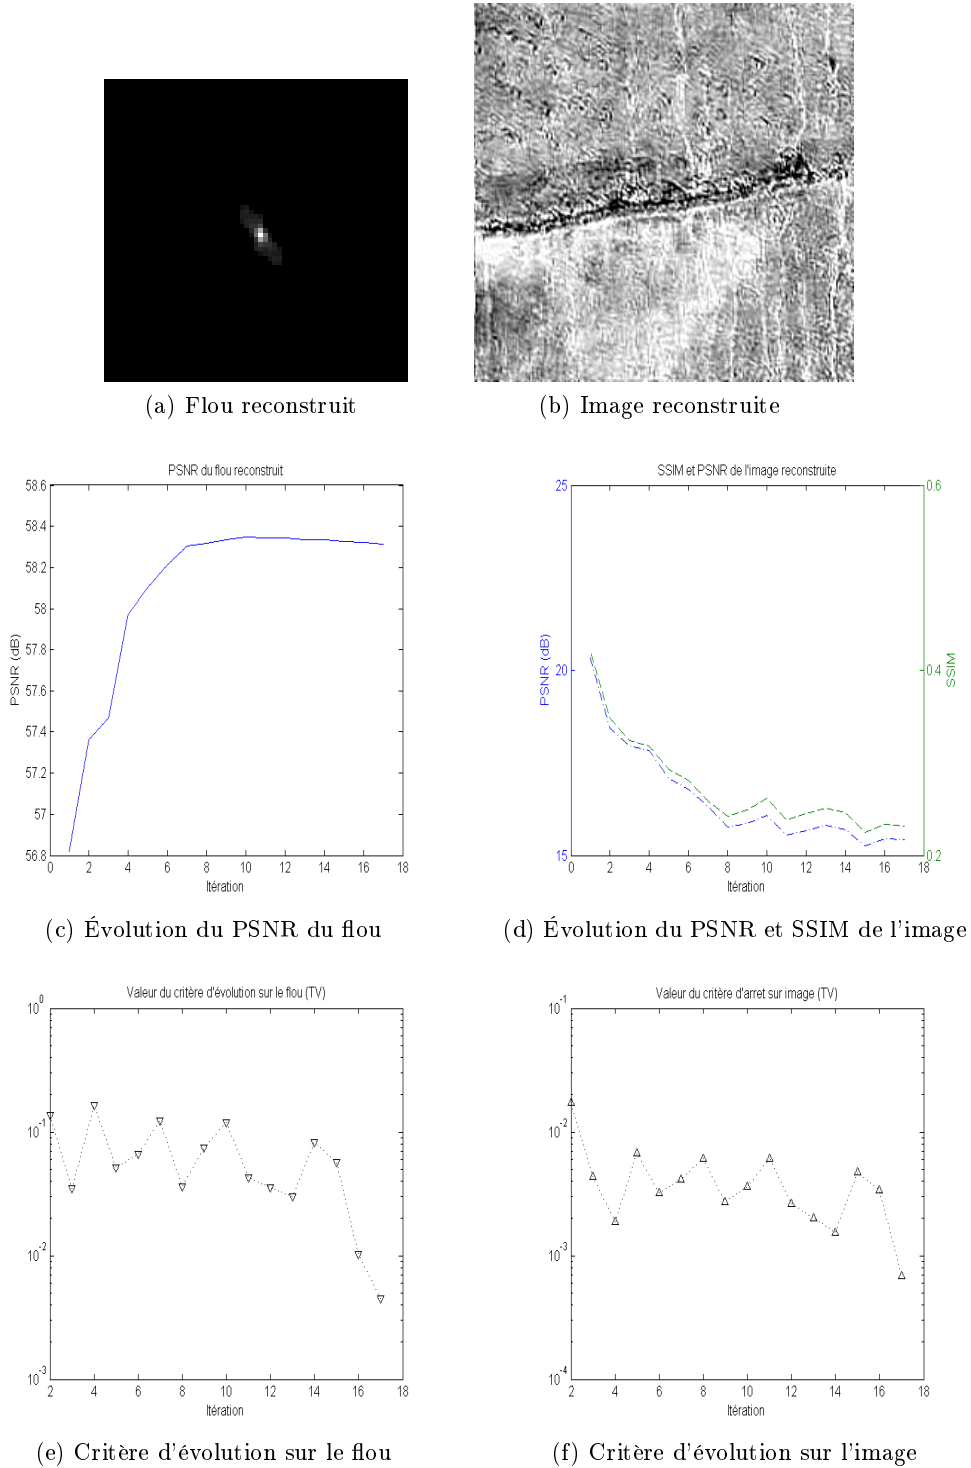 (a) Flou reconstruit
(b) Image reconstruite
PSNR du flou reconstruit
58.6
58.4
58.2
58
57.8
57.6
57.4
57.2
57
56.8
PSNR (dB)
0 2 4 6 8 10 12 14 16 18
Itération
(c) Évolution du PSNR du flou
SSIM et PSNR de l'image reconstruite
25
20
15
PSNR (dB)
0.6
0.4
0.2
SSIM
0 2 4 6 8 10 12 14 16 18
Itération
(d) Évolution du PSNR et SSIM de l'image
Valeur du critère d'évolution sur le flou (TV)
10^0
10^-1
10^-2
10^-3
2 4 6 8 10 12 14 16 18
Itération
(e) Critère d'évolution sur le flou
Valeur du critère d'arret sur image (TV)
10^-1
10^-2
10^-3
10^-4
2 4 6 8 10 12 14 16 18
Itération
(f) Critère d'évolution sur l'image